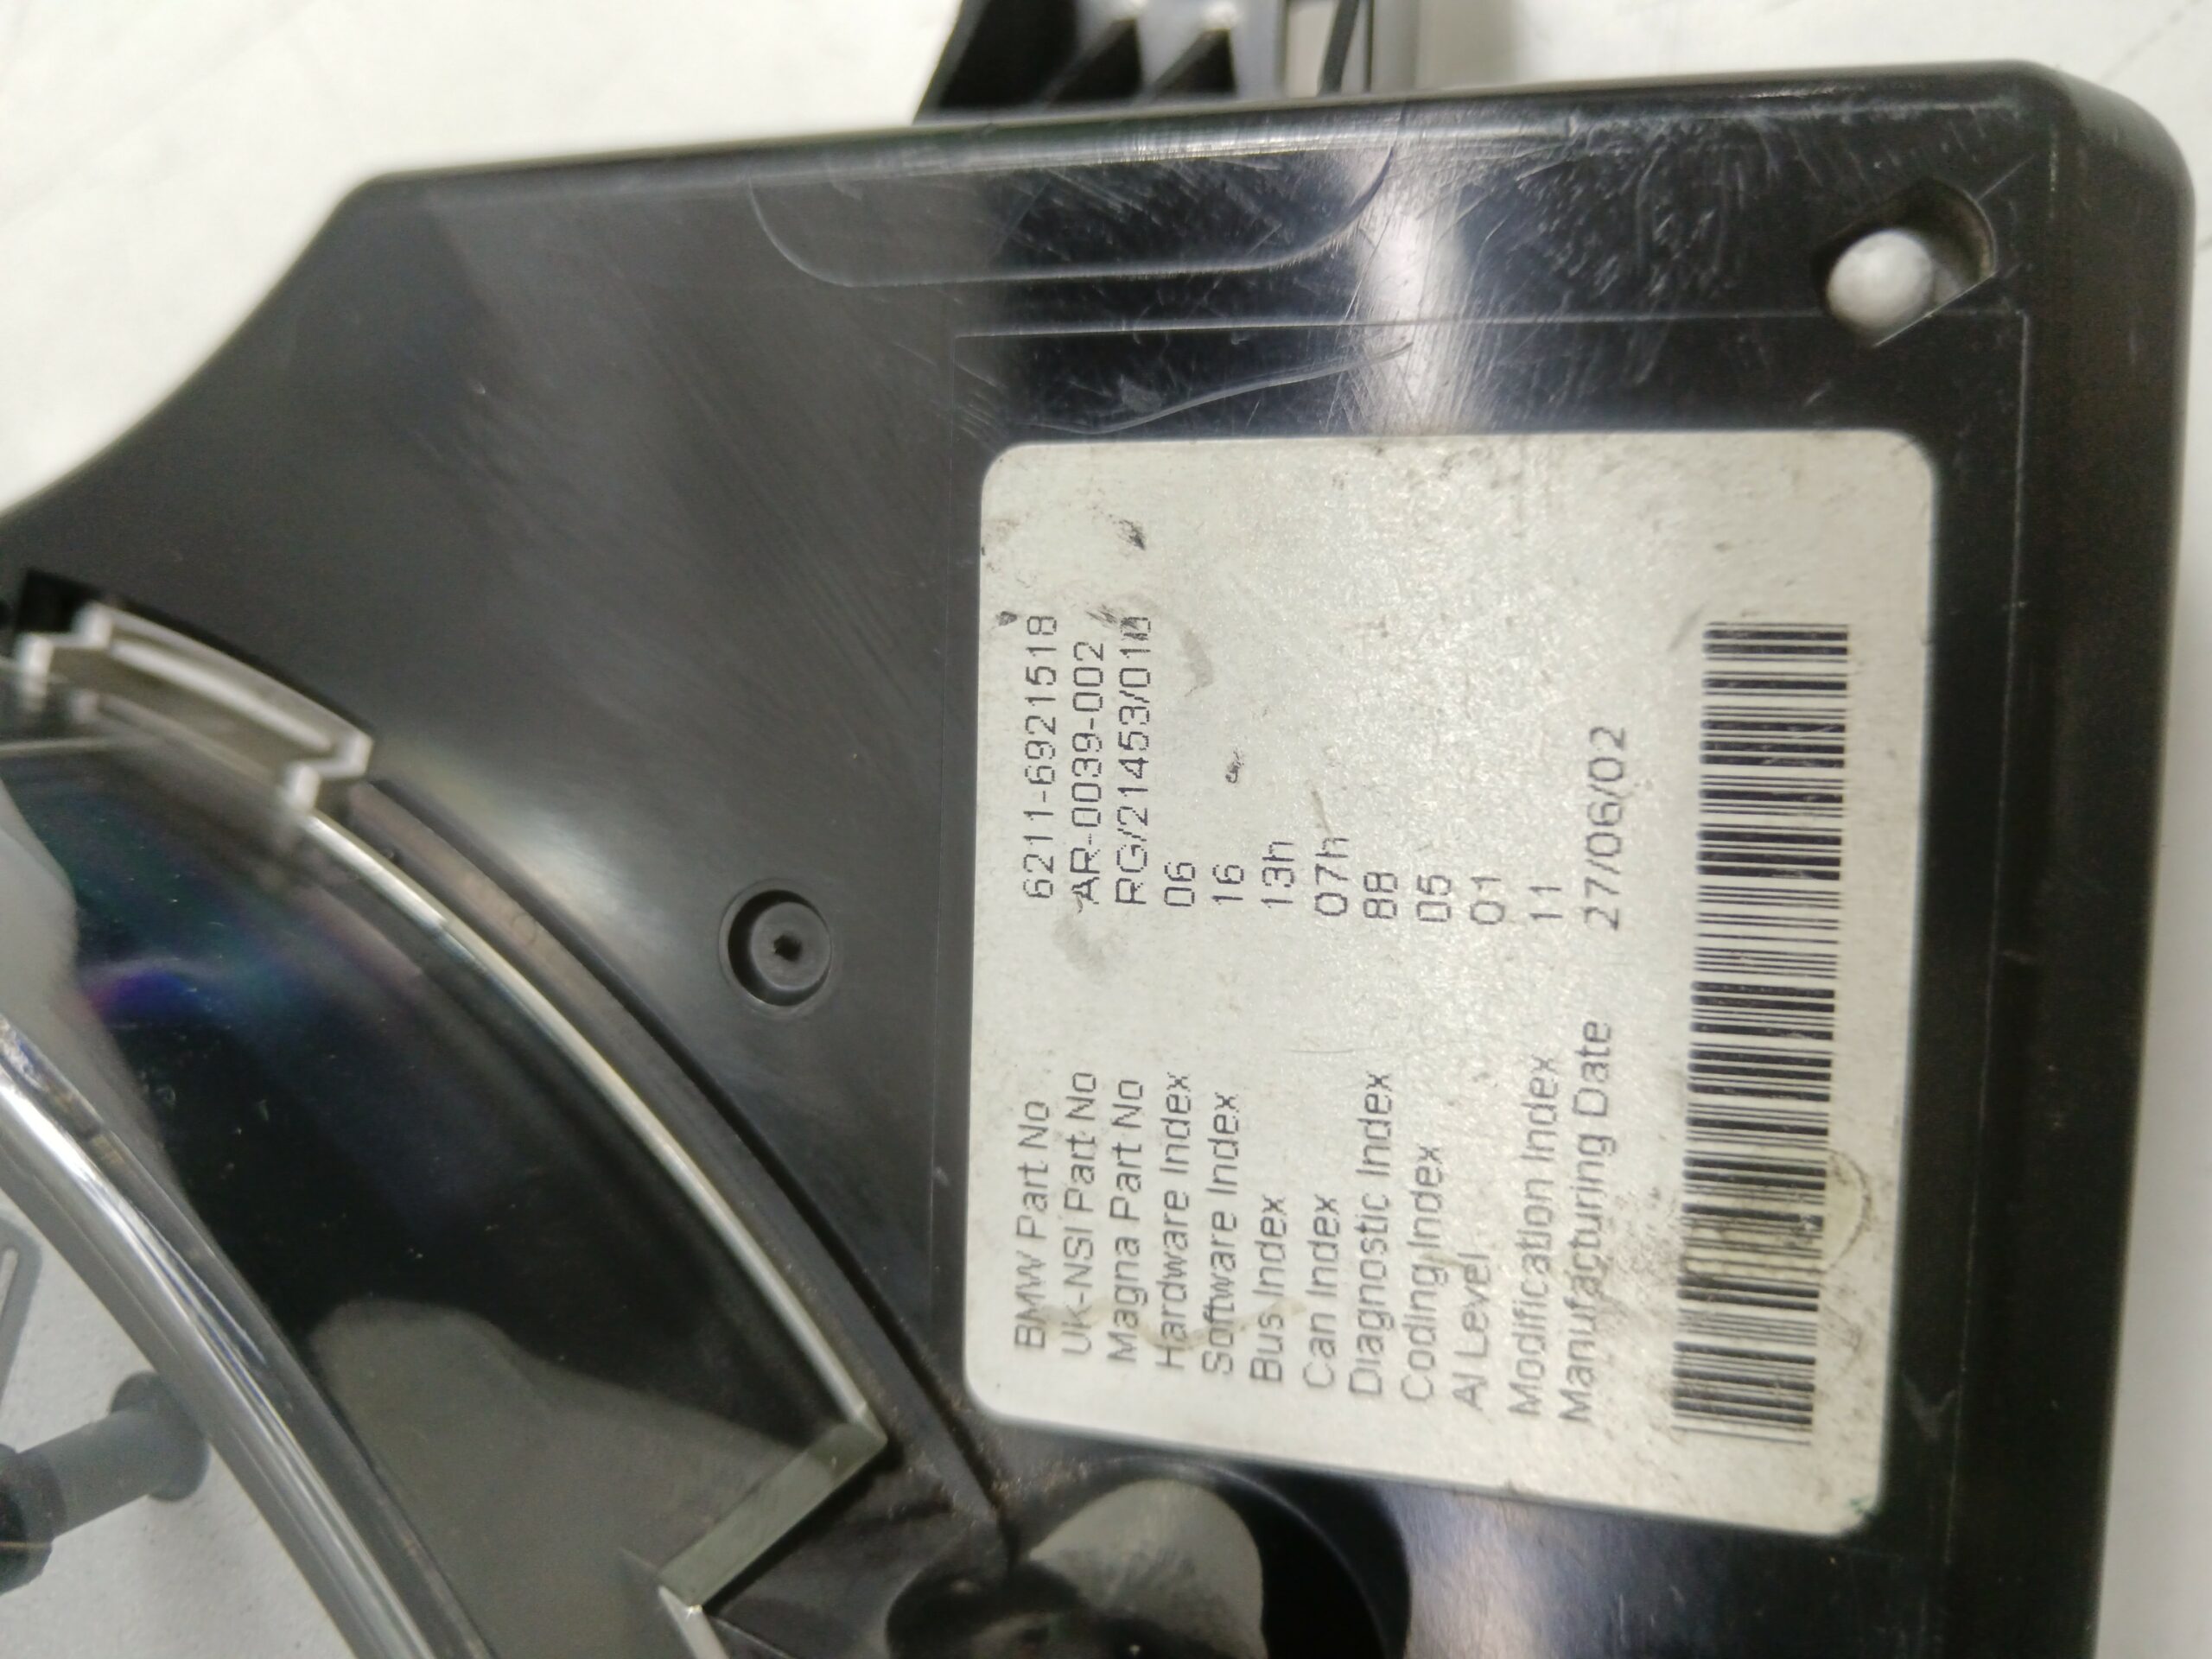 BMW Part No 6211-6921518
UK-NSI Part No AR-0039-002
Magna Part No RG/21453/010
Hardware Index 06
Software Index 16
Bus Index 13h
Can Index 07h
Diagnostic Index 88
Coding Index 05
AI Level 01
Modification Index 11
Manufacturing Date 27/06/02